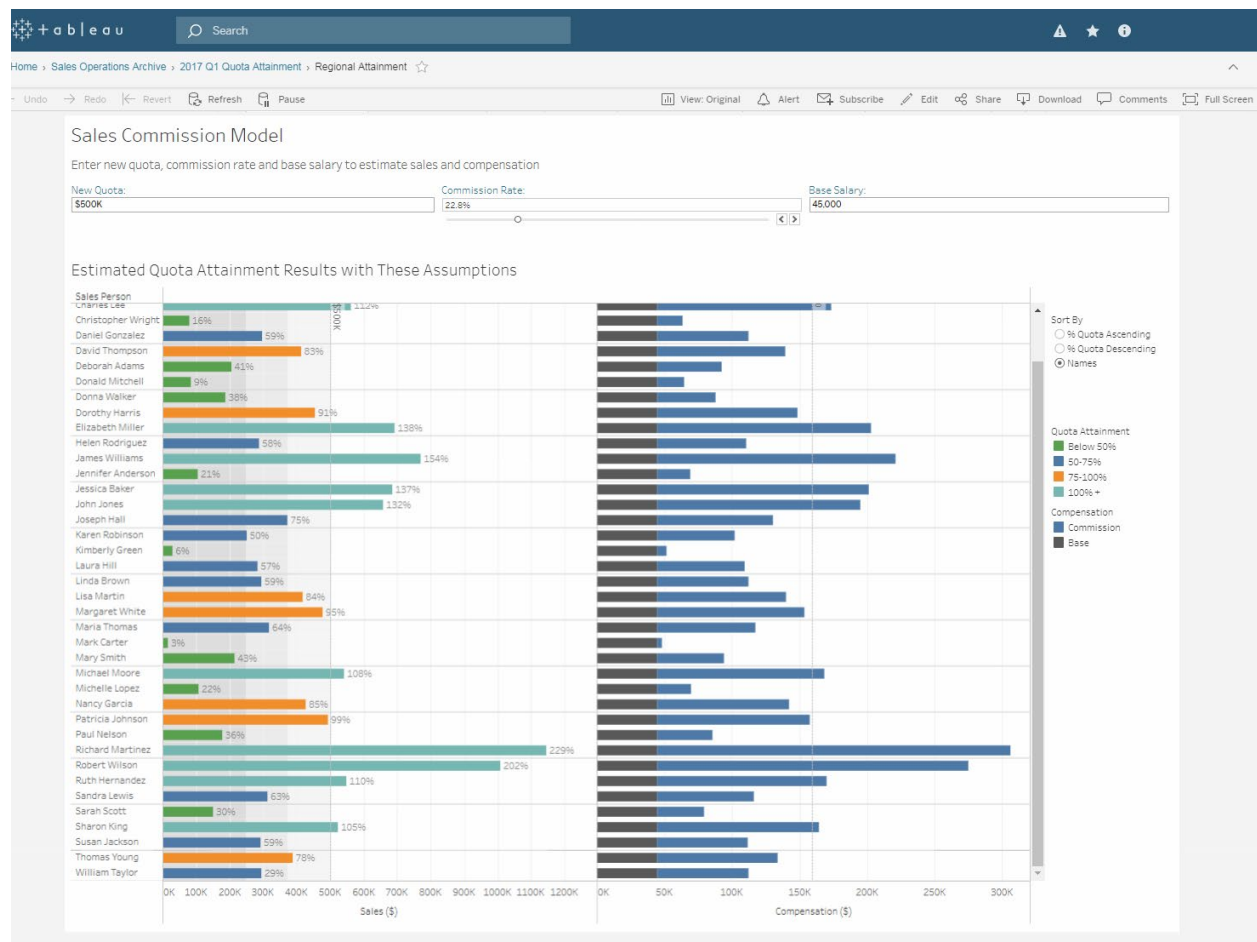 +ableau
Search
Home › Sales Operations Archive › 2017 Q1 Quota Attainment › Regional Attainment
Undo Redo Revert Refresh Pause View: Original Alert Subscribe Edit Share Download Comments Full Screen
Sales Commission Model
Enter new quota, commission rate and base salary to estimate sales and compensation
New Quota: Commission Rate: Base Salary:
$500K 22.8% 45,000
Estimated Quota Attainment Results with These Assumptions
Sales Person
Charles Lee 112%
$500K
Christopher Wright 16%
Daniel Gonzalez 59%
David Thompson 83%
Deborah Adams 41%
Donald Mitchell 9%
Donna Walker 38%
Dorothy Harris 91%
Elizabeth Miller 138%
Helen Rodriguez 58%
James Williams 154%
Jennifer Anderson 21%
Jessica Baker 137%
John Jones 132%
Joseph Hall 75%
Karen Robinson 50%
Kimberly Green 6%
Laura Hill 57%
Linda Brown 59%
Lisa Martin 84%
Margaret White 95%
Maria Thomas 64%
Mark Carter 3%
Mary Smith 43%
Michael Moore 108%
Michelle Lopez 22%
Nancy Garcia 85%
Patricia Johnson 99%
Paul Nelson 36%
Richard Martinez 229%
Robert Wilson 202%
Ruth Hernandez 110%
Sandra Lewis 63%
Sarah Scott 30%
Sharon King 105%
Susan Jackson 59%
Thomas Young 78%
William Taylor 29%
0K 100K 200K 300K 400K 500K 600K 700K 800K 900K 1000K 1100K 1200K 0K 50K 100K 150K 200K 250K 300K
Sales ($) Compensation ($)
Sort By
% Quota Ascending
% Quota Descending
Names
Quota Attainment
Below 50%
50-75%
75-100%
100% +
Compensation
Commission
Base